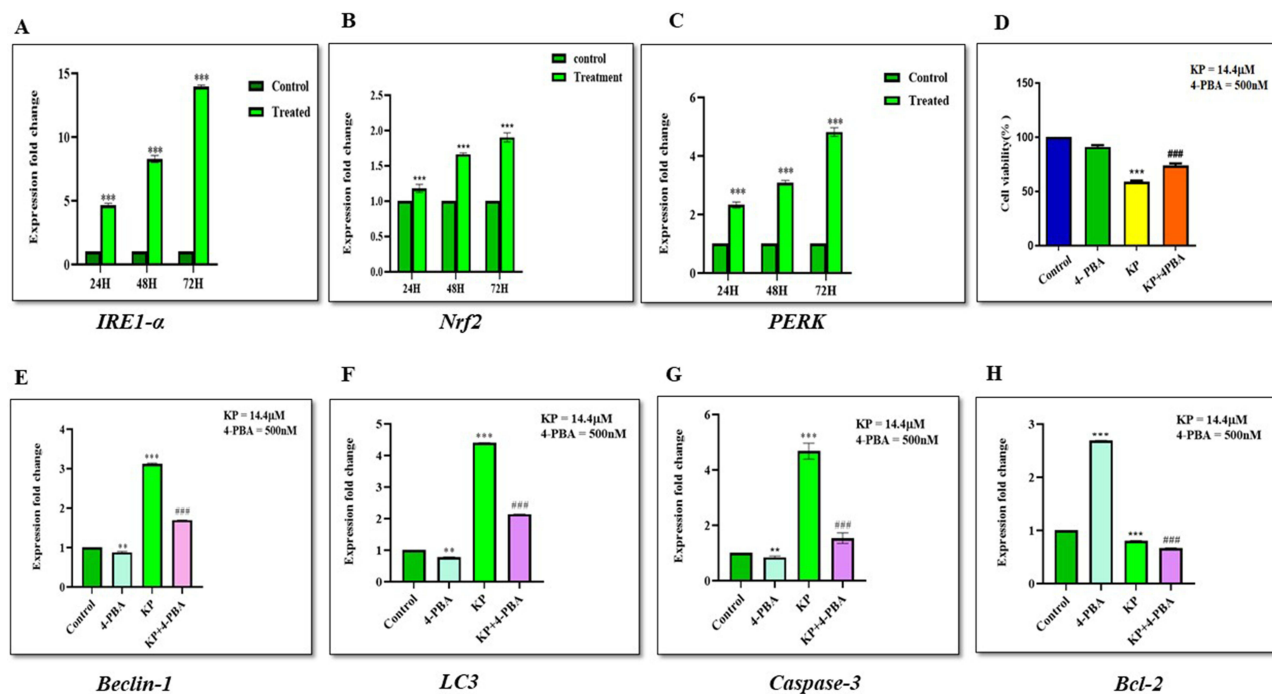 A
Expression fold change
15
10
5
0
Control
Treated
***
***
***
24H 48H 72H
IRE1-α
B
Expression fold change
2.5
2.0
1.5
1.0
0.5
0.0
control
Treatment
***
***
***
24H 48H 72H
Nrf2
C
Expression fold change
6
4
2
0
Control
Treated
***
***
***
24H 48H 72H
PERK
D
KP = 14.4µM
4-PBA = 500nM
Cell viability(% )
150
100
50
0
***
###
Control 4- PBA KP KP+4PBA
E
KP = 14.4µM
4-PBA = 500nM
Expression fold change
4
3
2
1
0
**
***
###
Control 4-PBA KP KP+4-PBA
Beclin-1
F
KP = 14.4µM
4-PBA = 500nM
Expression fold change
5
4
3
2
1
0
**
***
###
Control 4-PBA KP KP+4-PBA
LC3
G
KP = 14.4µM
4-PBA = 500nM
Expression fold change
6
4
2
0
**
***
###
Control 4-PBA KP KP+4-PBA
Caspase-3
H
KP = 14.4µM
4-PBA = 500nM
Expression fold change
3
2
1
0
***
***
###
Control 4-PBA KP KP+4-PBA
Bcl-2